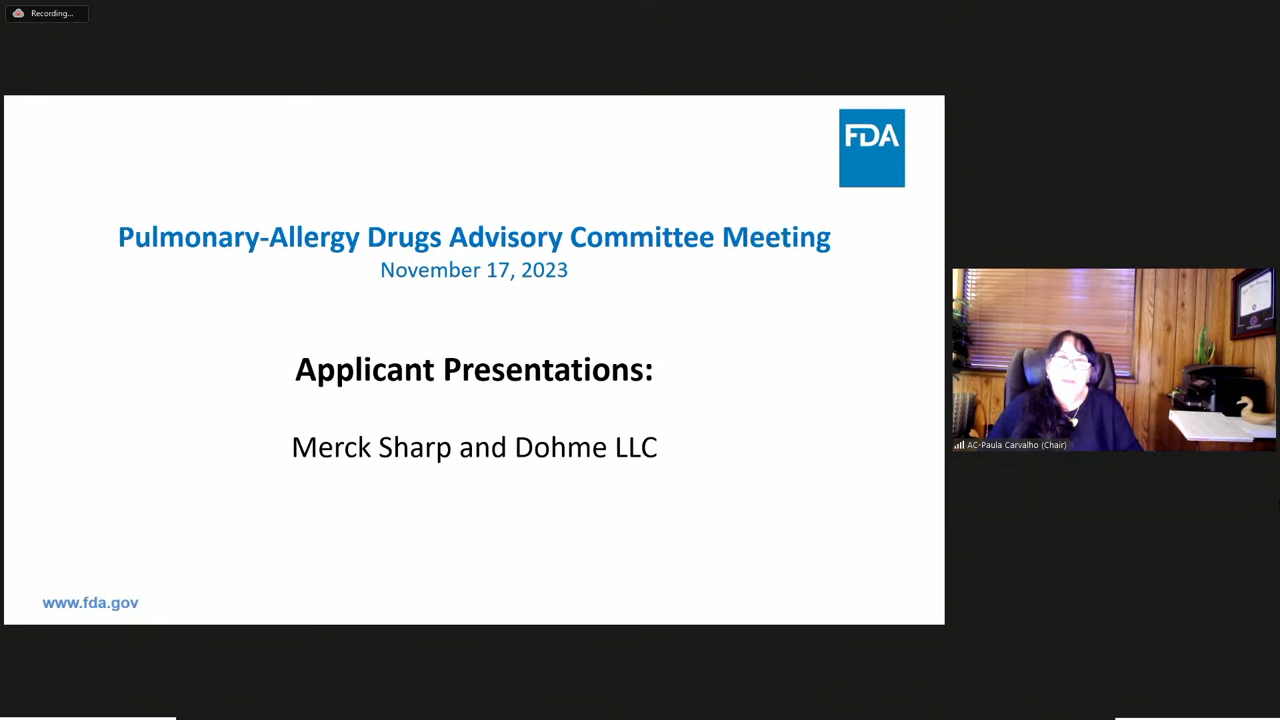 Recording...
FDA
Pulmonary-Allergy Drugs Advisory Committee Meeting
November 17, 2023
Applicant Presentations:
Merck Sharp and Dohme LLC
www.fda.gov
AC-Paula Carvalho (Chair)